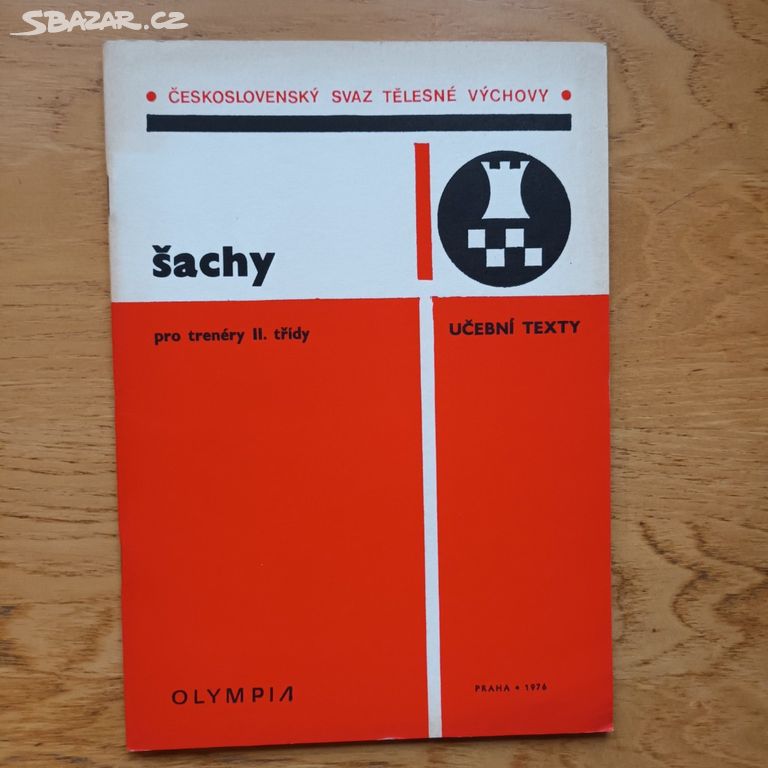 SBAZAR.CZ
• ČESKOSLOVENSKÝ SVAZ TĚLESNÉ VÝCHOVY •
šachy
pro trenéry II. třídy
UČEBNÍ TEXTY
OLYMPIA
PRAHA • 1976